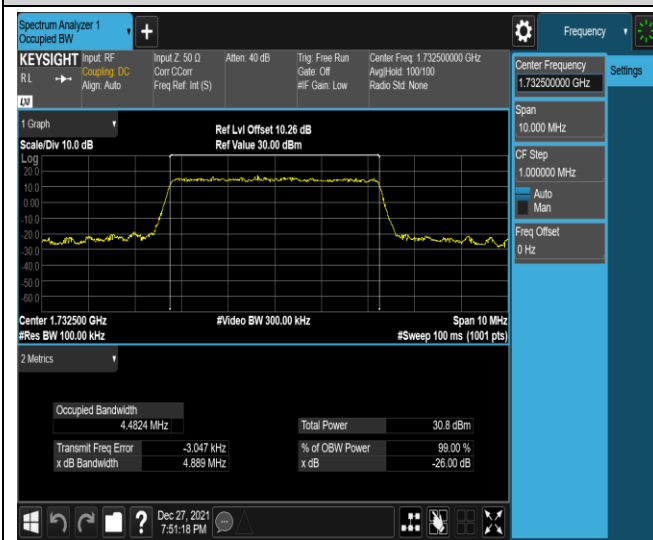 Spectrum Analyzer 1
Occupied BW
+
Frequency
KEYSIGHT
RL
LXI
Input: RF
Coupling: DC
Align: Auto
Input Z: 50 Ω
Corr CCorr
Freq Ref: Int (S)
Atten: 40 dB
Trig: Free Run
Gate: Off
#IF Gain: Low
Center Freq: 1.732500000 GHz
Avg|Hold: 100/100
Radio Std: None
Center Frequency
1.732500000 GHz
Settings
Span
10.000 MHz
CF Step
1.000000 MHz
Auto
Man
Freq Offset
0 Hz
1 Graph
Scale/Div 10.0 dB
Ref Lvl Offset 10.26 dB
Ref Value 30.00 dBm
Log
20.0
10.0
0.00
-10.0
-20.0
-30.0
-40.0
-50.0
-60.0
Center 1.732500 GHz
#Video BW 300.00 kHz
Span 10 MHz
#Res BW 100.00 kHz
#Sweep 100 ms (1001 pts)
2 Metrics
Occupied Bandwidth
4.4824 MHz
Total Power 30.8 dBm
Transmit Freq Error -3.047 kHz
% of OBW Power 99.00 %
x dB Bandwidth 4.889 MHz
x dB -26.00 dB
?
Dec 27, 2021
7:51:18 PM